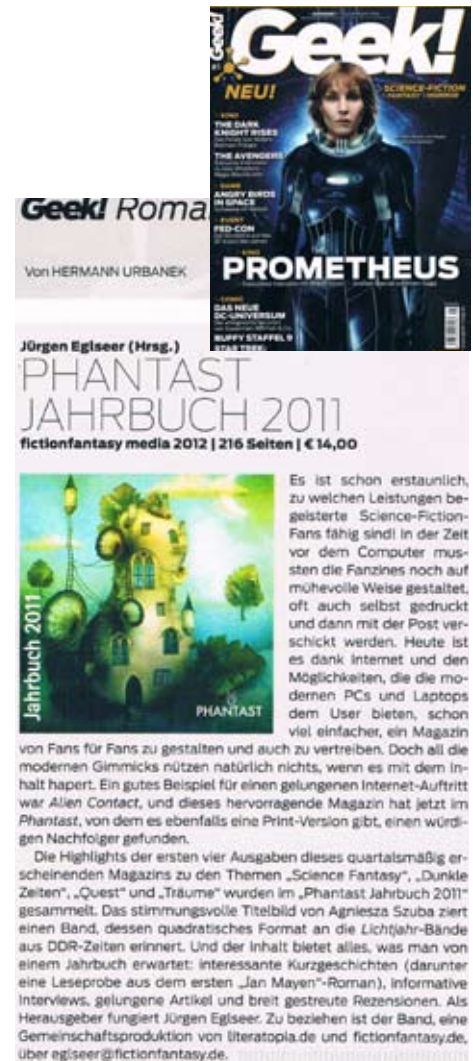 Geek!
#1
Geek!
NEU!
SCIENCE-FICTION
FANTASY | HORROR
KINO
THE DARK
KNIGHT RISES
THE AVENGERS
GAME
ANGRY BIRDS
IN SPACE
EVENT
FED-CON
KINO
PROMETHEUS
COMIC
DAS NEUE
DC-UNIVERSUM
BUFFY STAFFEL 9
STAR TREK:
Geek! Roma
Von HERMANN URBANEK
Jürgen Eglseer (Hrsg.)
PHANTAST
JAHRBUCH 2011
fictionfantasy media 2012 | 216 Seiten | € 14,00
Jahrbuch 2011
PHANTAST
Es ist schon erstaunlich,
zu welchen Leistungen be-
geisterte Science-Fiction-
Fans fähig sind! In der Zeit
vor dem Computer mus-
sten die Fanzines noch auf
mühevolle Weise gestaltet,
oft auch selbst gedruckt
und dann mit der Post ver-
schickt werden. Heute ist
es dank Internet und den
Möglichkeiten, die die mo-
dernen PCs und Laptops
dem User bieten, schon
viel einfacher, ein Magazin
von Fans für Fans zu gestalten und auch zu vertreiben. Doch all die
modernen Gimmicks nützen natürlich nichts, wenn es mit dem In-
halt hapert. Ein gutes Beispiel für einen gelungenen Internet-Auftritt
war Alien Contact, und dieses hervorragende Magazin hat jetzt im
Phantast, von dem es ebenfalls eine Print-Version gibt, einen würdi-
gen Nachfolger gefunden.
Die Highlights der ersten vier Ausgaben dieses quartalsmäßig er-
scheinenden Magazins zu den Themen „Science Fantasy“, „Dunkle
Zeiten“, „Quest“ und „Träume“ wurden im „Phantast Jahrbuch 2011“
gesammelt. Das stimmungsvolle Titelbild von Agniesza Szuba ziert
einen Band, dessen quadratisches Format an die Lichtjahr-Bände
aus DDR-Zeiten erinnert. Und der Inhalt bietet alles, was man von
einem Jahrbuch erwartet: interessante Kurzgeschichten (darunter
eine Leseprobe aus dem ersten „Jan Mayen“-Roman), informative
Interviews, gelungene Artikel und breit gestreute Rezensionen. Als
Herausgeber fungiert Jürgen Eglseer. Zu beziehen ist der Band, eine
Gemeinschaftsproduktion von literatopia.de und fictionfantasy.de,
über eglseer@fictionfantasy.de.